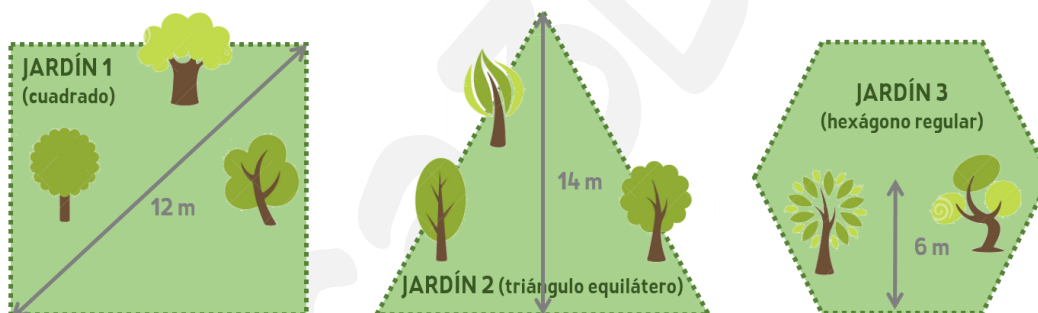 JARDÍN 1
(cuadrado)
12 m
14 m
JARDÍN 2 (triángulo equilátero)
JARDÍN 3
(hexágono regular)
6 m